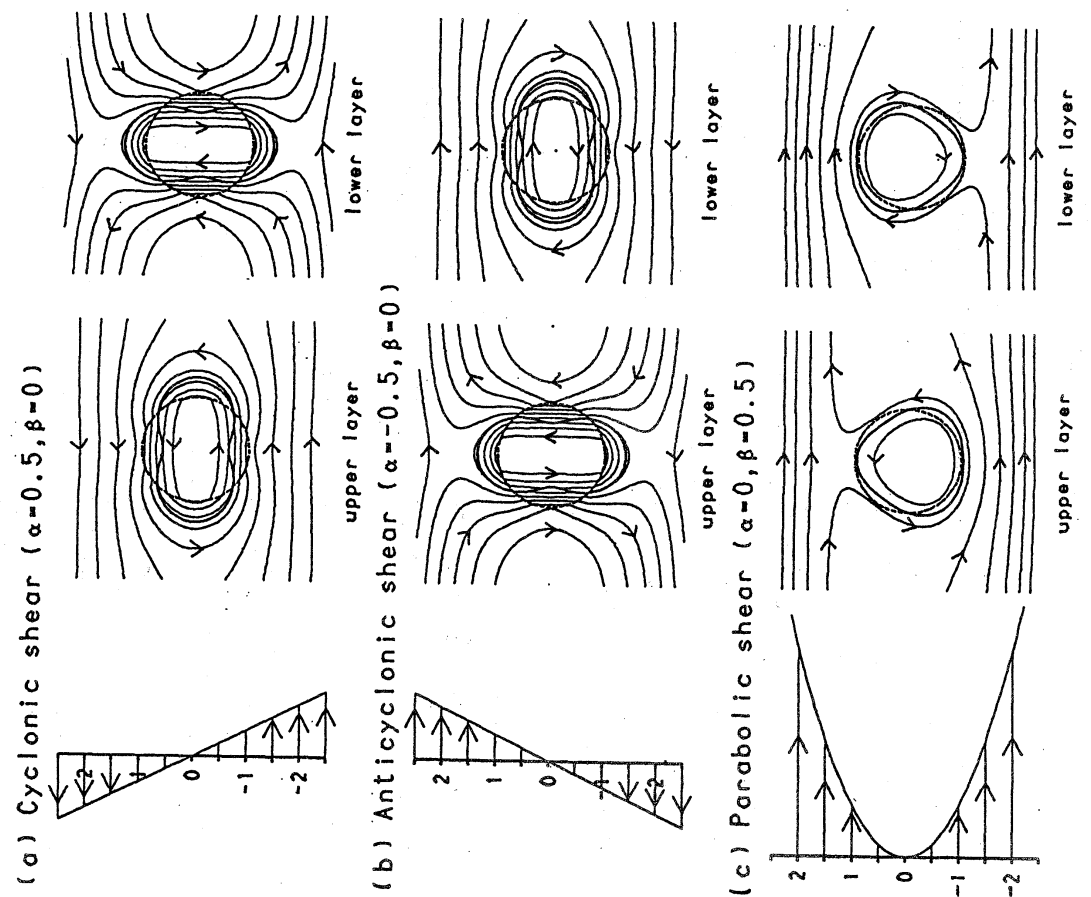 (a) Cyclonic shear (α=0.5, β=0)
2
1
0
-1
-2
upper layer
lower layer
(b) Anticyclonic shear (α=-0.5, β=0)
2
1
0
-1
-2
upper layer
lower layer
(c) Parabolic shear (α=0, β=0.5)
2
1
0
-1
-2
upper layer
lower layer